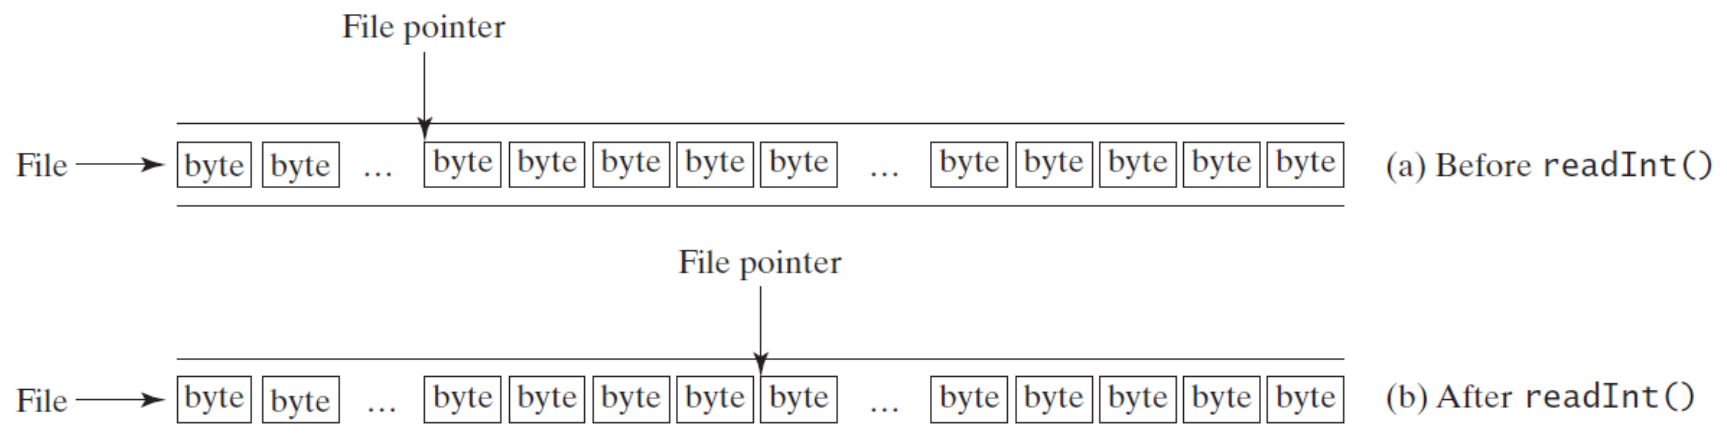 File pointer
File byte byte ... byte byte byte byte byte ... byte byte byte byte byte (a) Before readInt()
File pointer
File byte byte ... byte byte byte byte byte ... byte byte byte byte byte (b) After readInt()